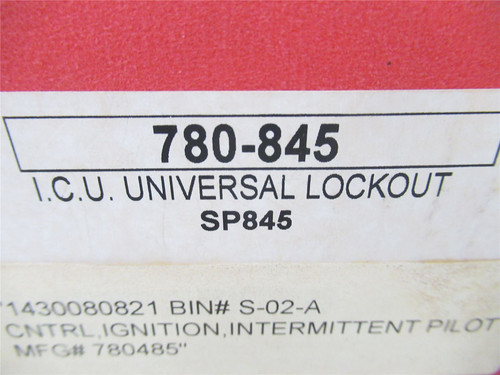 780-845
I.C.U. UNIVERSAL LOCKOUT
SP845
"1430080821 BIN# S-02-A
CNTRL,IGNITION,INTERMITTENT PILOT
MFG# 780485"